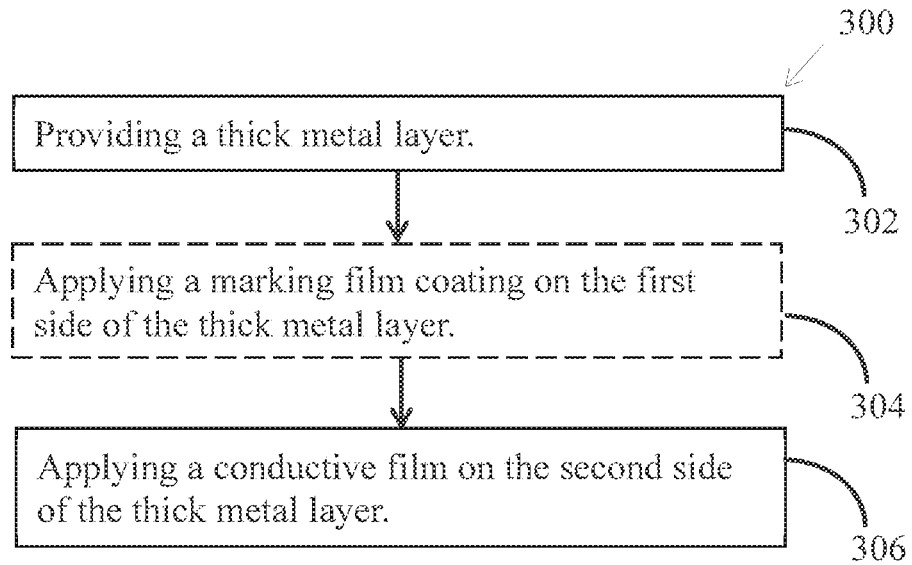 300
Providing a thick metal layer.
302
Applying a marking film coating on the first
side of the thick metal layer.
304
Applying a conductive film on the second side
of the thick metal layer.
306